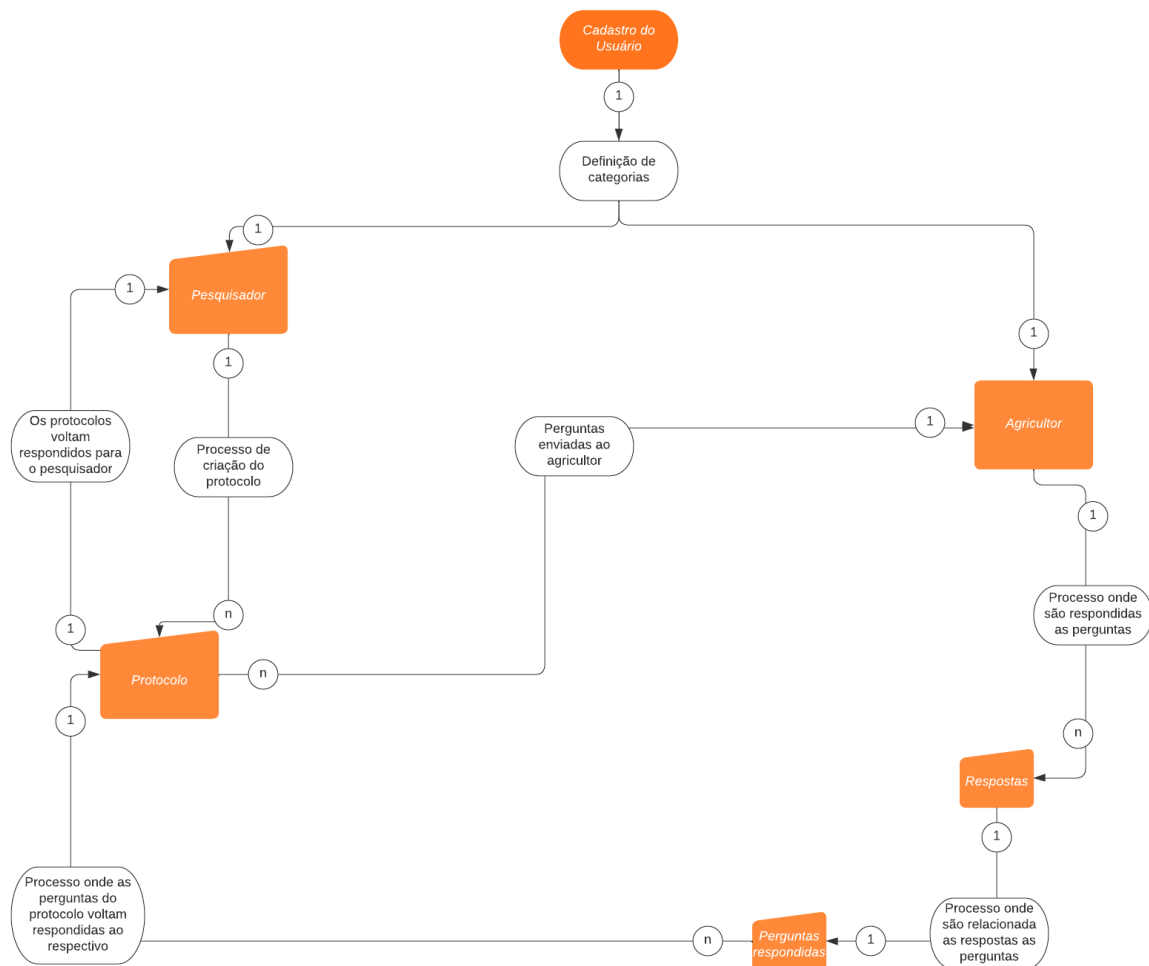 Cadastro do
Usuário
1
Definição de
categorias
1
1
Pesquisador
1
1
Agricultor
1
Os protocolos
voltam
respondidos para
o pesquisador
Processo de
criação do
protocolo
Perguntas
enviadas ao
agricultor
1
1
Processo onde
são respondidas
as perguntas
n
1
Protocolo
n
1
n
Respostas
1
Processo onde as
perguntas do
protocolo voltam
respondidas ao
respectivo
n
Perguntas
respondidas
1
Processo onde
são relacionada
as respostas as
perguntas